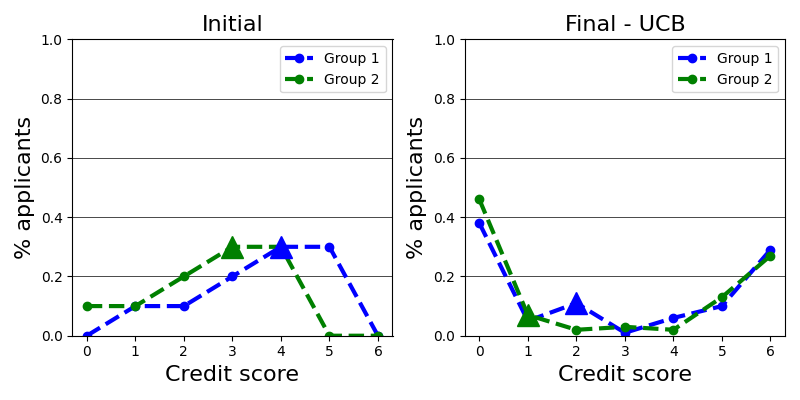 Initial
% applicants
1.0
0.8
0.6
0.4
0.2
0.0
Group 1
Group 2
0 1 2 3 4 5 6
Credit score
Final - UCB
% applicants
1.0
0.8
0.6
0.4
0.2
0.0
Group 1
Group 2
0 1 2 3 4 5 6
Credit score